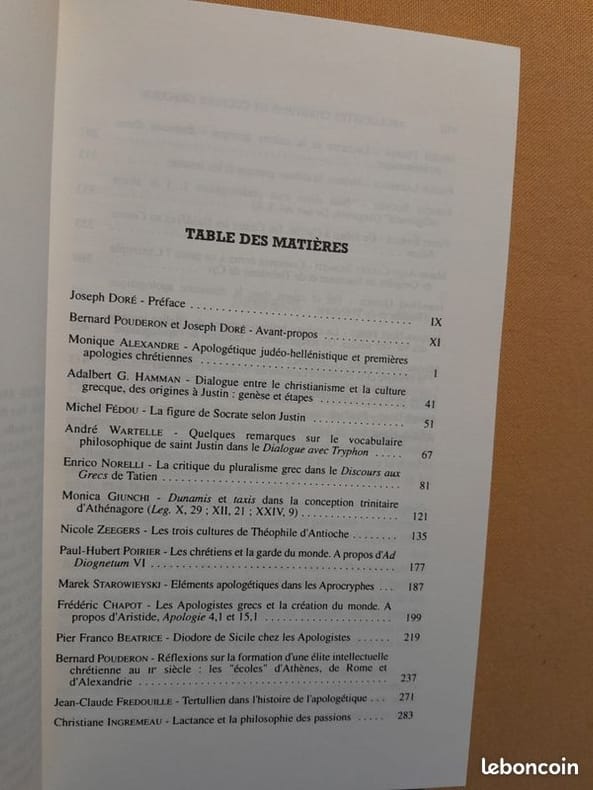 TABLE DES MATIÈRES
Joseph DORÉ - Préface ........................................ IX
Bernard POUDERON et Joseph DORÉ - Avant-propos ............... XI
Monique ALEXANDRE - Apologétique judéo-hellénistique et premières
apologies chrétiennes ........................................ 1
Adalbert G. HAMMAN - Dialogue entre le christianisme et la culture
grecque, des origines à Justin : genèse et étapes ............... 41
Michel FÉDOU - La figure de Socrate selon Justin ............... 51
André WARTELLE - Quelques remarques sur le vocabulaire
philosophique de saint Justin dans le Dialogue avec Tryphon ..... 67
Enrico NORELLI - La critique du pluralisme grec dans le Discours aux
Grecs de Tatien ........................................ 81
Monica GIUNCHI - Dunamis et taxis dans la conception trinitaire
d'Athénagore (Leg. X, 29 ; XII, 21 ; XXIV, 9) .................. 121
Nicole ZEEGERS - Les trois cultures de Théophile d'Antioche ........ 135
Paul-Hubert POIRIER - Les chrétiens et la garde du monde. A propos d'Ad
Diognetum VI ........................................ 177
Marek STAROWIEYSKI - Eléments apologétiques dans les Aprocryphes ... 187
Frédéric CHAPOT - Les Apologistes grecs et la création du monde. A
propos d'Aristide, Apologie 4,1 et 15,1 ..................... 199
Pier Franco BEATRICE - Diodore de Sicile chez les Apologistes ...... 219
Bernard POUDERON - Réflexions sur la formation d'une élite intellectuelle
chrétienne au IIe siècle : les "écoles" d'Athènes, de Rome et
d'Alexandrie ........................................ 237
Jean-Claude FREDOUILLE - Tertullien dans l'histoire de l'apologétique ... 271
Christiane INGREMEAU - Lactance et la philosophie des passions ..... 283
leboncoin